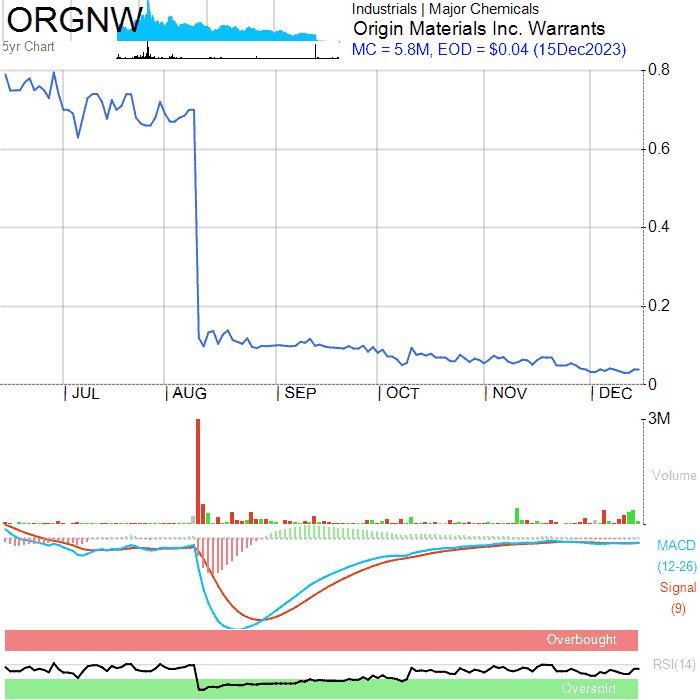 ORGNW
5yr Chart
Industrials | Major Chemicals
Origin Materials Inc. Warrants
MC = 5.8M, EOD = $0.04 (15Dec2023)
0.8
0.6
0.4
0.2
0
| JUL | AUG | SEP | OCT | NOV | DEC
3M
Volume
MACD
(12-26)
Signal
(9)
Overbought
RSI(14)
Oversold